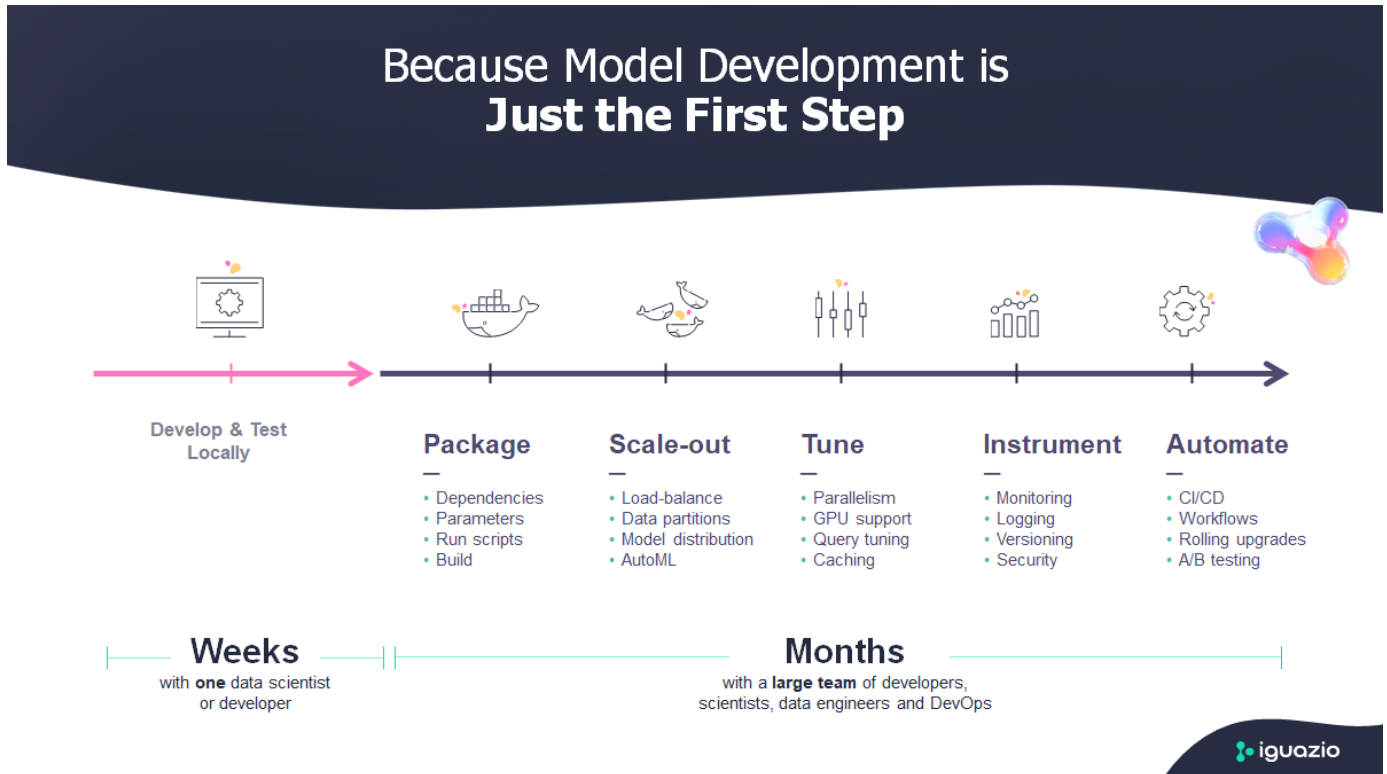 Because Model Development is
Just the First Step
Develop & Test
Locally
Package
• Dependencies
• Parameters
• Run scripts
• Build
Scale-out
• Load-balance
• Data partitions
• Model distribution
• AutoML
Tune
• Parallelism
• GPU support
• Query tuning
• Caching
Instrument
• Monitoring
• Logging
• Versioning
• Security
Automate
• CI/CD
• Workflows
• Rolling upgrades
• A/B testing
Weeks
with one data scientist
or developer
Months
with a large team of developers,
scientists, data engineers and DevOps
iguazio